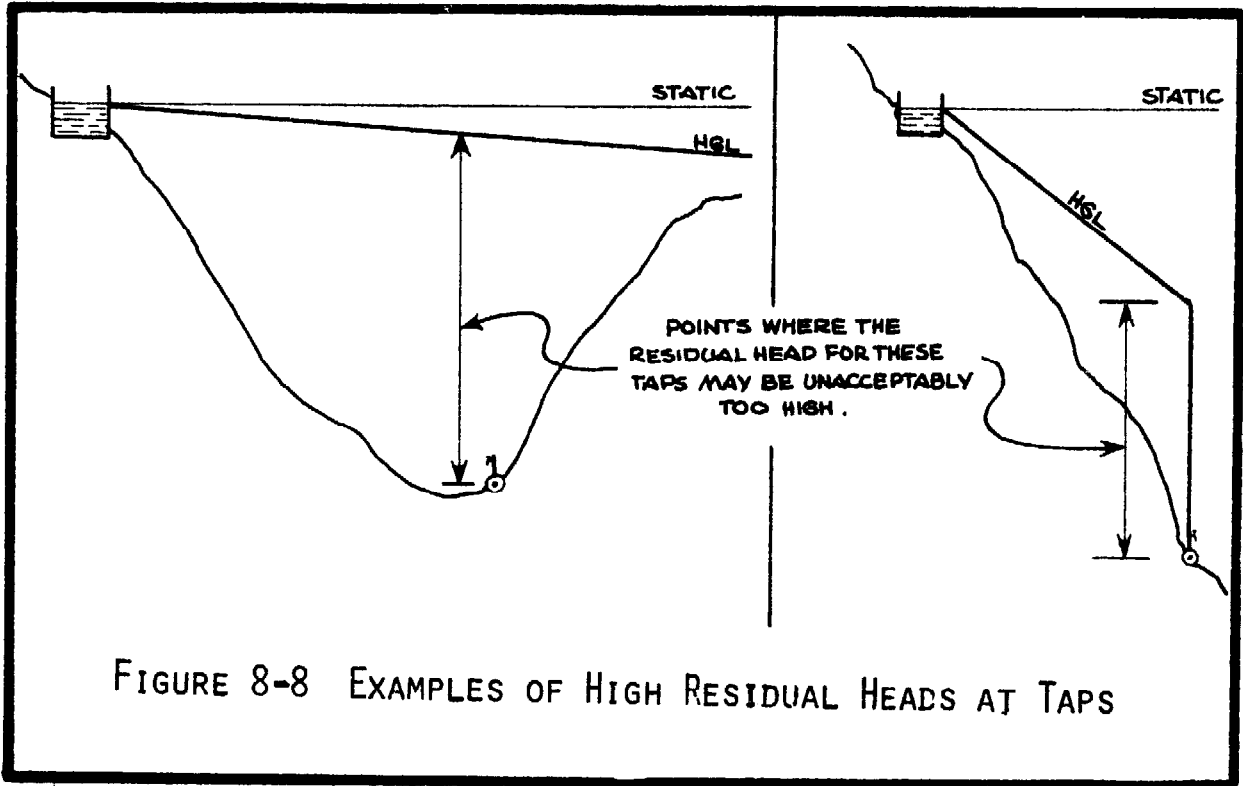 STATIC
HGL
STATIC
HGL
POINTS WHERE THE
RESIDUAL HEAD FOR THESE
TAPS MAY BE UNACCEPTABLY
TOO HIGH.
FIGURE 8-8 EXAMPLES OF HIGH RESIDUAL HEADS AT TAPS